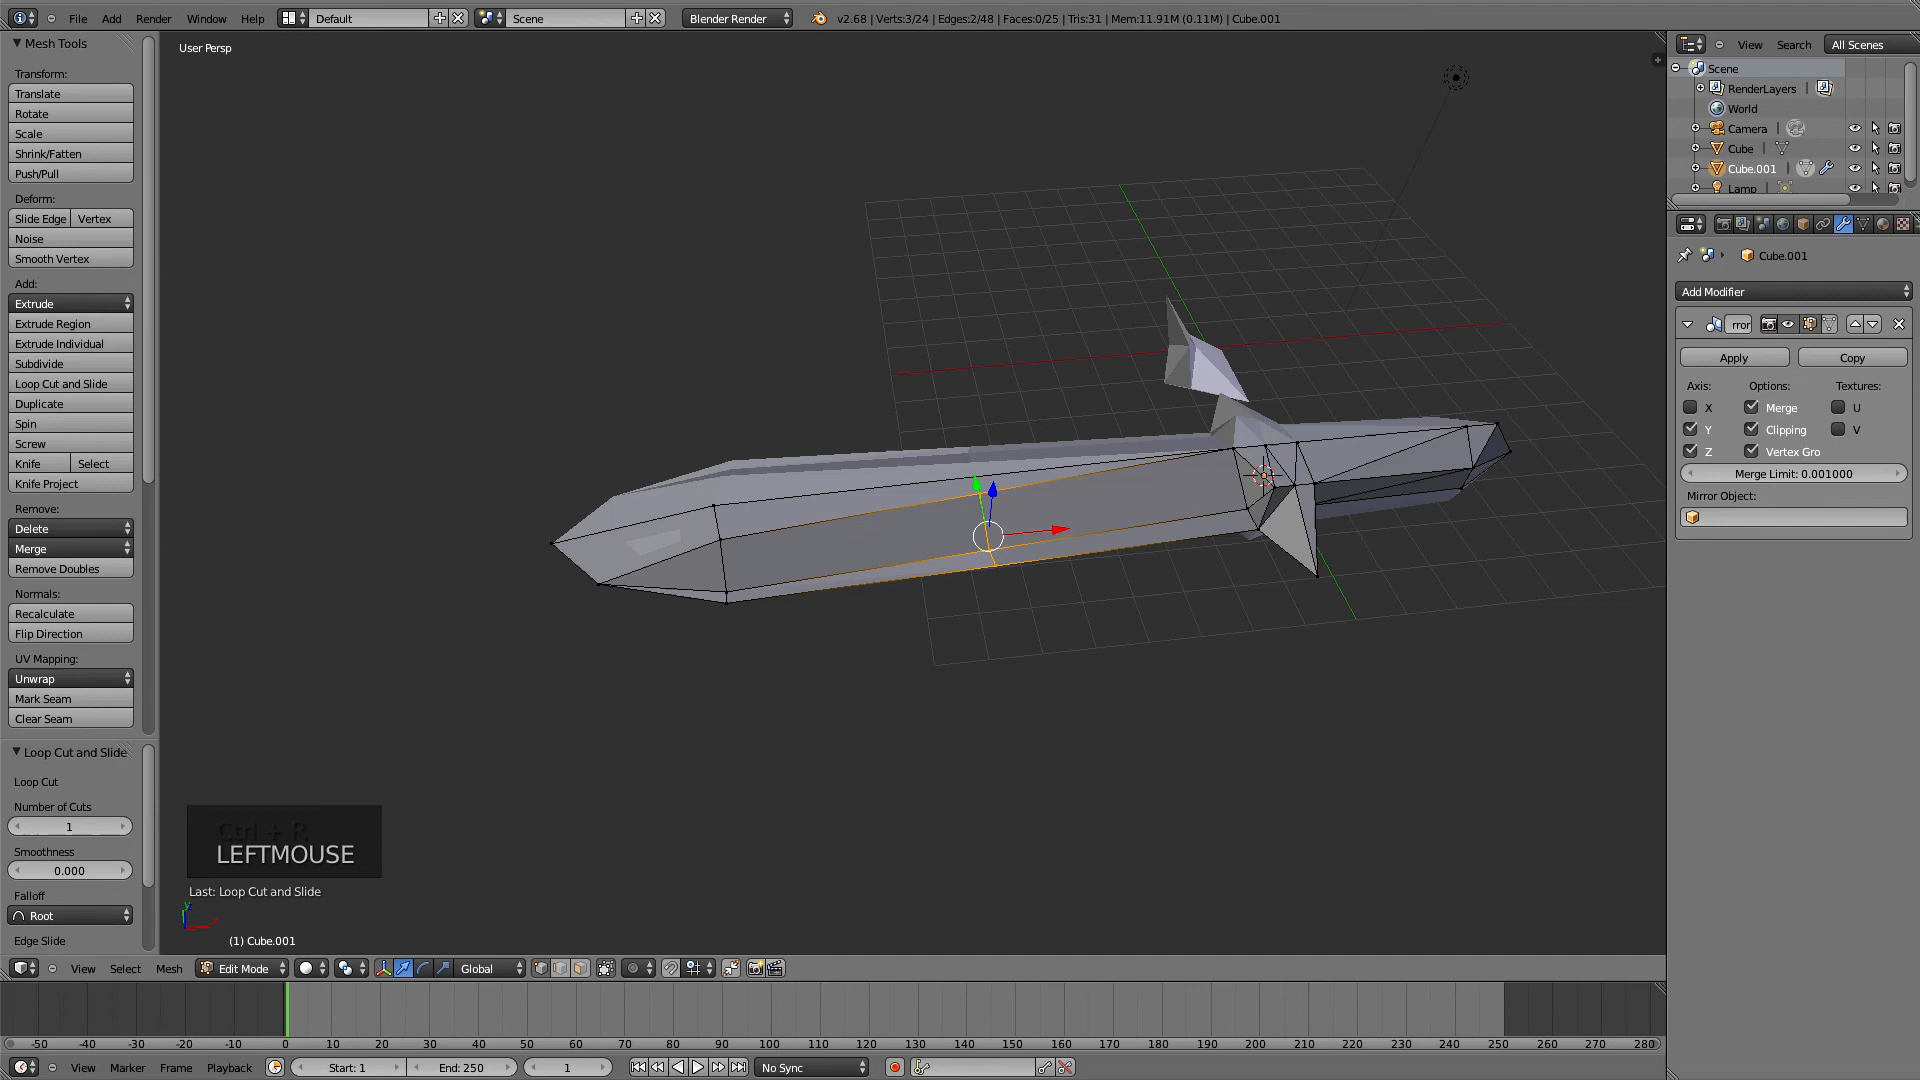 File Add Render Window Help Default Scene Blender Render v2.68 | Verts:3/24 | Edges:2/48 | Faces:0/25 | Tris:31 | Mem:11.91M (0.11M) | Cube.001
Mesh Tools
Transform:
Translate
Rotate
Scale
Shrink/Fatten
Push/Pull
Deform:
Slide Edge Vertex
Noise
Smooth Vertex
Add:
Extrude
Extrude Region
Extrude Individual
Subdivide
Loop Cut and Slide
Duplicate
Spin
Screw
Knife Select
Knife Project
Remove:
Delete
Merge
Remove Doubles
Normals:
Recalculate
Flip Direction
UV Mapping:
Unwrap
Mark Seam
Clear Seam
Loop Cut and Slide
Loop Cut
Number of Cuts
1
Smoothness
0.000
Falloff
Root
Edge Slide
User Persp
Ctrl + R
LEFTMOUSE
Last: Loop Cut and Slide
(1) Cube.001
View Search All Scenes
Scene
RenderLayers
World
Camera
Cube
Cube.001
Lamp
Cube.001
Add Modifier
rror
Apply Copy
Axis: Options: Textures:
X Merge U
Y Clipping V
Z Vertex Gro
Merge Limit: 0.001000
Mirror Object:
View Select Mesh Edit Mode Global
-50 -40 -30 -20 -10 0 10 20 30 40 50 60 70 80 90 100 110 120 130 140 150 160 170 180 190 200 210 220 230 240 250 260 270 280
View Marker Frame Playback Start: 1 End: 250 1 No Sync